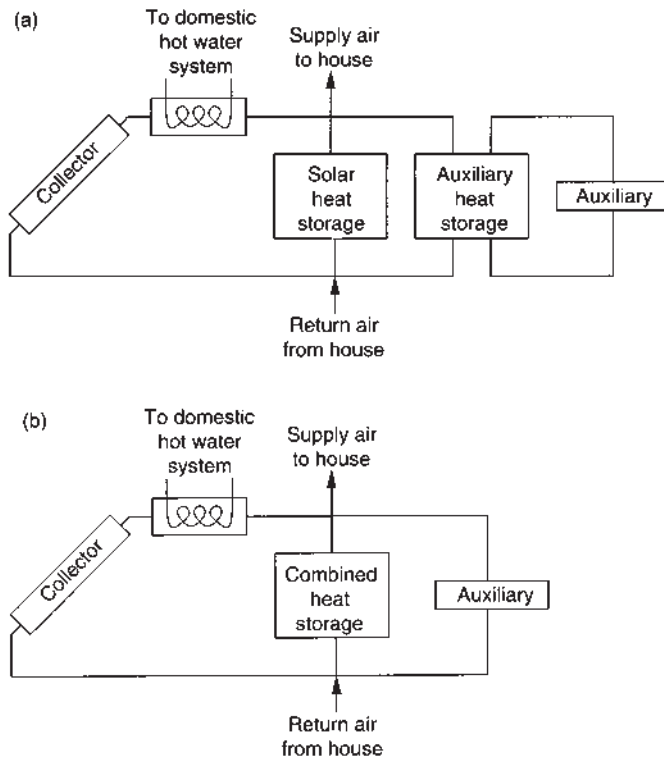 (a)
To domestic
hot water
system
Supply air
to house
Collector
Solar
heat
storage
Auxiliary
heat
storage
Auxiliary
Return air
from house
(b)
To domestic
hot water
system
Supply air
to house
Collector
Combined
heat
storage
Auxiliary
Return air
from house